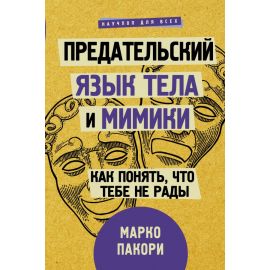 НАУЧПОП ДЛЯ ВСЕХ
ПРЕДАТЕЛЬСКИЙ
ЯЗЫК ТЕЛА
И МИМИКИ
КАК ПОНЯТЬ, ЧТО
ТЕБЕ НЕ РАДЫ
МАРКО
ПАКОРИ